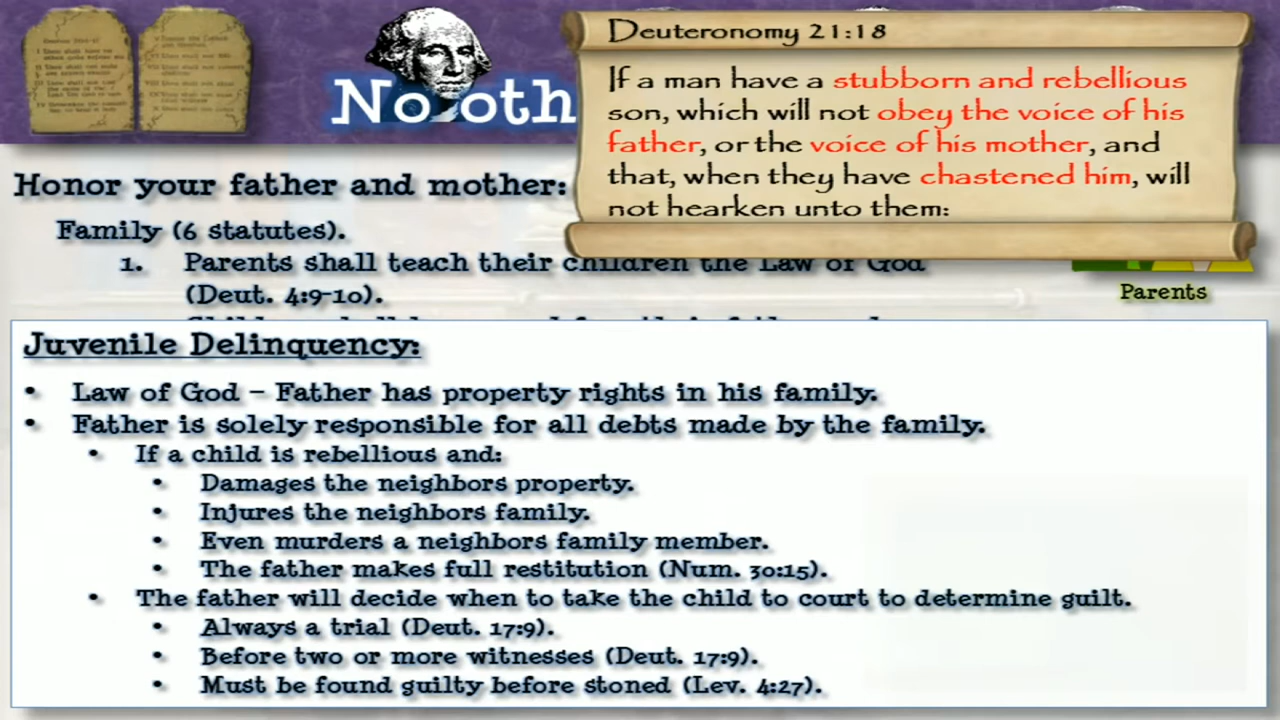 No oth
Deuteronomy 21:18
If a man have a stubborn and rebellious
son, which will not obey the voice of his
father, or the voice of his mother, and
that, when they have chastened him, will
not hearken unto them:
Honor your father and mother:
Family (6 statutes).
1. Parents shall teach their children the Law of God
(Deut. 4:9-10).
Parents
Juvenile Delinquency:
• Law of God – Father has property rights in his family.
• Father is solely responsible for all debts made by the family.
• If a child is rebellious and:
• Damages the neighbors property.
• Injures the neighbors family.
• Even murders a neighbors family member.
• The father makes full restitution (Num. 30:15).
• The father will decide when to take the child to court to determine guilt.
• Always a trial (Deut. 17:9).
• Before two or more witnesses (Deut. 17:9).
• Must be found guilty before stoned (Lev. 4:27).